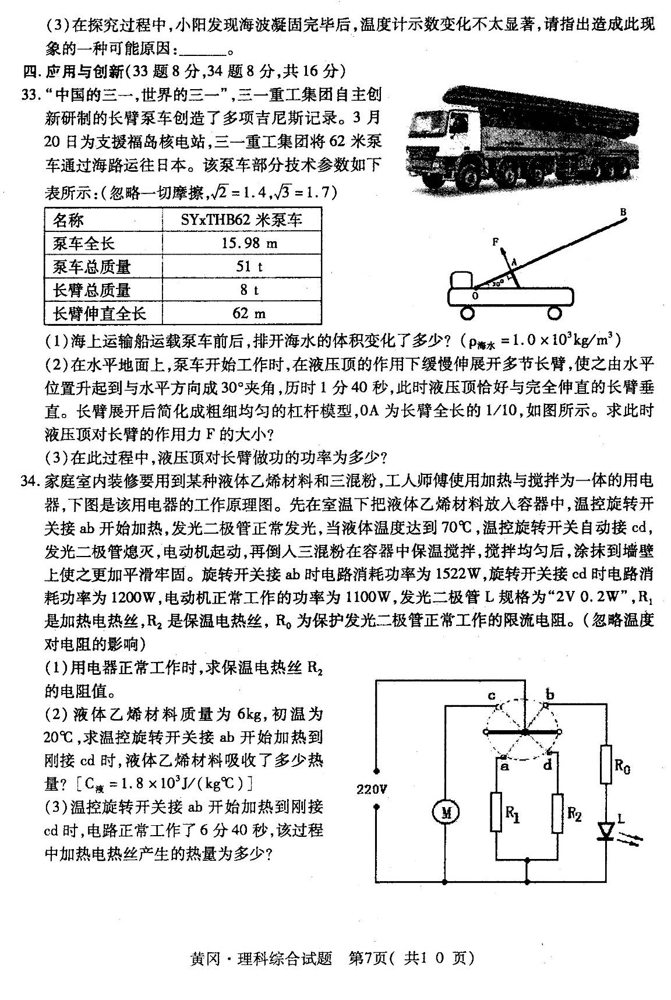 (3)在探究过程中,小阳发现海波凝固完毕后,温度计示数变化不太显著,请指出造成此现
象的一种可能原因:______。
四. 应用与创新(33 题 8 分,34 题 8 分,共 16 分)
33. “中国的三一,世界的三一”,三一重工集团自主创
新研制的长臂泵车创造了多项吉尼斯记录。3 月
20 日为支援福岛核电站,三一重工集团将 62 米泵
车通过海路运往日本。该泵车部分技术参数如下
表所示:(忽略一切摩擦,√2 = 1.4,√3 = 1.7)
名称 SYxTHB62 米泵车
泵车全长 15.98 m
泵车总质量 51 t
长臂总质量 8 t
长臂伸直全长 62 m
B
F
A
30°
O
(1)海上运输船运载泵车前后,排开海水的体积变化了多少? (ρ海水 = 1.0×10³kg/m³)
(2)在水平地面上,泵车开始工作时,在液压顶的作用下缓慢伸展开多节长臂,使之由水平
位置升起到与水平方向成 30°夹角,历时 1 分 40 秒,此时液压顶恰好与完全伸直的长臂垂
直。长臂展开后简化成粗细均匀的杠杆模型,0A 为长臂全长的 1/10,如图所示。求此时
液压顶对长臂的作用力 F 的大小?
(3)在此过程中,液压顶对长臂做功的功率为多少?
34. 家庭室内装修要用到某种液体乙烯材料和三混粉,工人师傅使用加热与搅拌为一体的用电
器,下图是该用电器的工作原理图。先在室温下把液体乙烯材料放入容器中,温控旋转开
关接 ab 开始加热,发光二极管正常发光,当液体温度达到 70℃,温控旋转开关自动接 cd,
发光二极管熄灭,电动机起动,再倒入三混粉在容器中保温搅拌,搅拌均匀后,涂抹到墙壁
上使之更加平滑牢固。旋转开关接 ab 时电路消耗功率为 1522W,旋转开关接 cd 时电路消
耗功率为 1200W,电动机正常工作的功率为 1100W,发光二极管 L 规格为“2V 0.2W”,R₁
是加热电热丝,R₂ 是保温电热丝, R₀ 为保护发光二极管正常工作的限流电阻。(忽略温度
对电阻的影响)
(1)用电器正常工作时,求保温电热丝 R₂
的电阻值。
(2) 液体乙烯材料质量为 6kg,初温为
20℃,求温控旋转开关接 ab 开始加热到
刚接 cd 时,液体乙烯材料吸收了多少热
量? [C液 = 1.8×10³J/(kg℃)]
(3)温控旋转开关接 ab 开始加热到刚接
cd 时,电路正常工作了 6 分 40 秒,该过程
中加热电热丝产生的热量为多少?
c b
a d
R0
220V
M R1 R2 L
黄冈·理科综合试题 第7页( 共1 0 页)